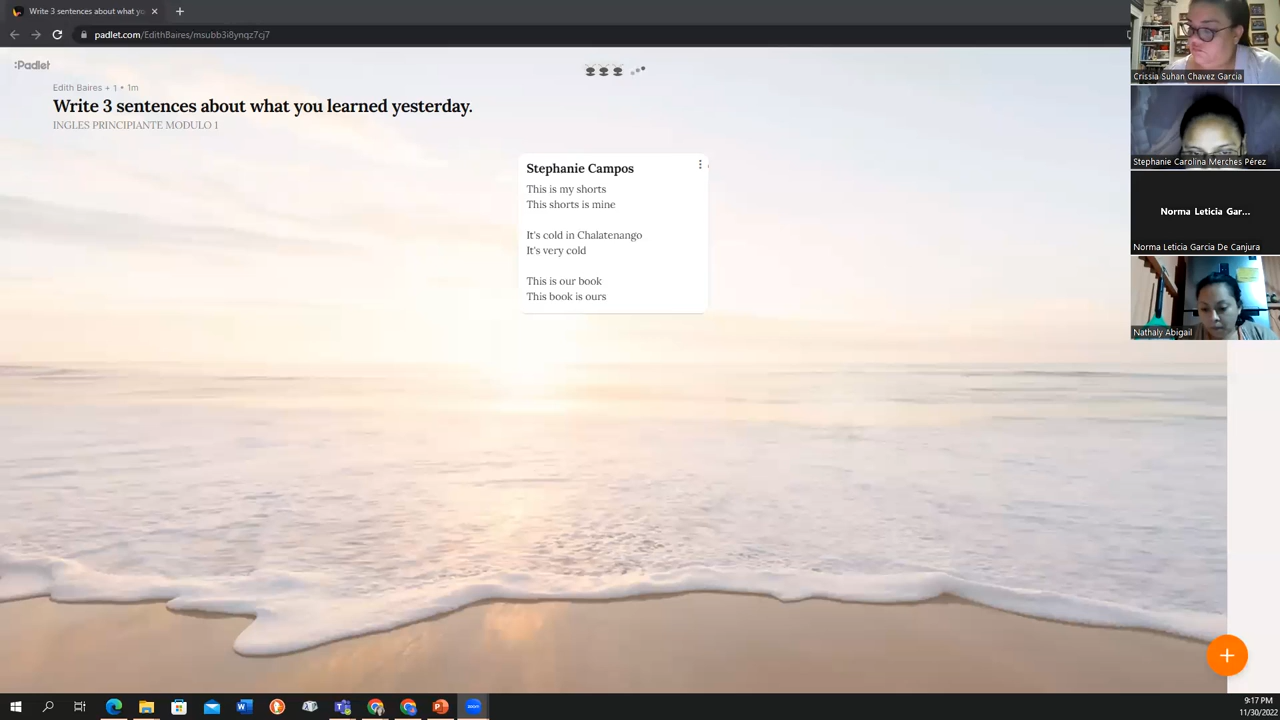 Write 3 sentences about what yo
padlet.com/EdithBaires/msubb3i8ynqz7cj7
:Padlet
Edith Baires + 1 • 1m
Write 3 sentences about what you learned yesterday.
INGLES PRINCIPIANTE MODULO 1
Stephanie Campos
This is my shorts
This shorts is mine
It's cold in Chalatenango
It's very cold
This is our book
This book is ours
Crissia Suhan Chavez Garcia
Stephanie Carolina Merches Pérez
Norma Leticia Gar...
Norma Leticia Garcia De Canjura
Nathaly Abigail
zoom
9:17 PM
11/30/2022